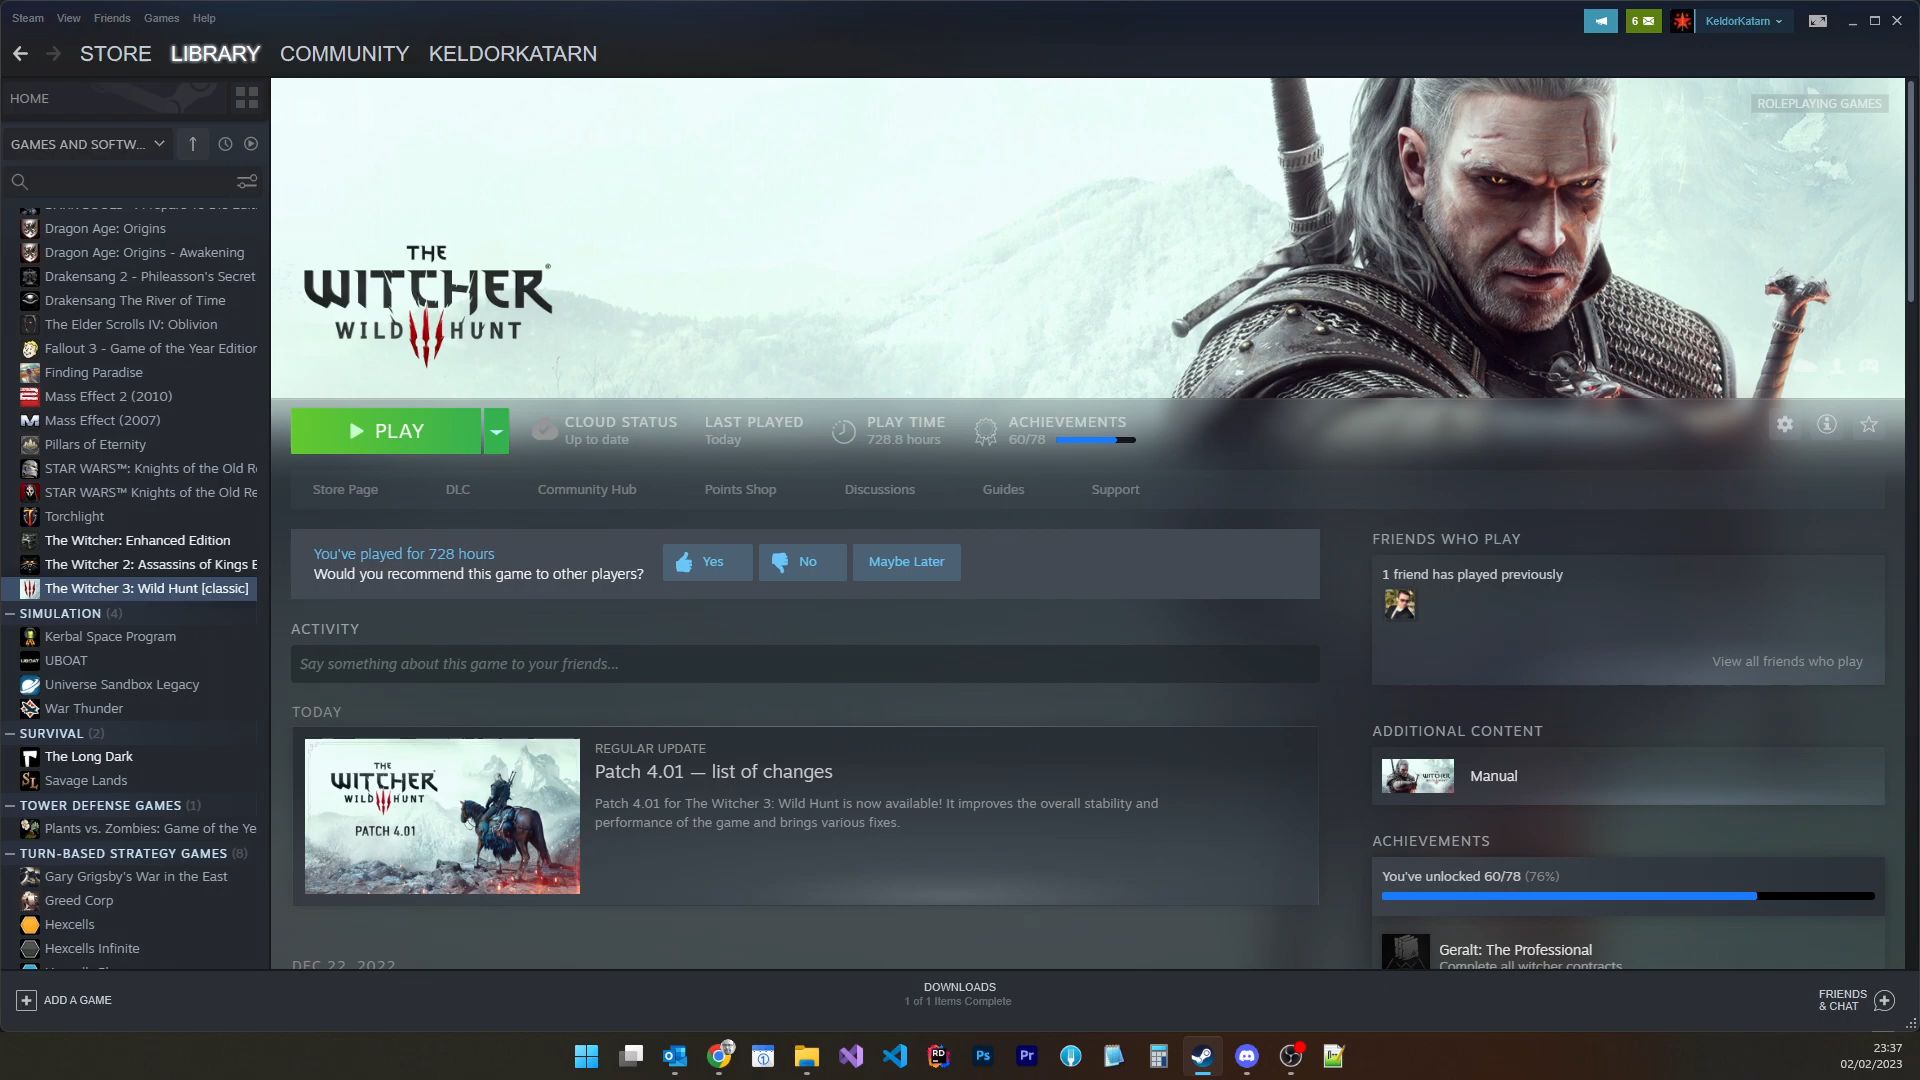 Steam View Friends Games Help
6 KeldorKatarn
STORE LIBRARY COMMUNITY KELDORKATARN
HOME
GAMES AND SOFTW...
Dragon Age: Origins
Dragon Age: Origins - Awakening
Drakensang 2 - Phileasson's Secret
Drakensang The River of Time
The Elder Scrolls IV: Oblivion
Fallout 3 - Game of the Year Edition
Finding Paradise
Mass Effect 2 (2010)
Mass Effect (2007)
Pillars of Eternity
STAR WARS™: Knights of the Old Re
STAR WARS™ Knights of the Old Re
Torchlight
The Witcher: Enhanced Edition
The Witcher 2: Assassins of Kings E
The Witcher 3: Wild Hunt [classic]
SIMULATION (4)
Kerbal Space Program
UBOAT
Universe Sandbox Legacy
War Thunder
SURVIVAL (2)
The Long Dark
Savage Lands
TOWER DEFENSE GAMES (1)
Plants vs. Zombies: Game of the Ye
TURN-BASED STRATEGY GAMES (8)
Gary Grigsby's War in the East
Greed Corp
Hexcells
Hexcells Infinite
ADD A GAME
ROLEPLAYING GAMES
THE
WITCHER®
WILD HUNT
PLAY
CLOUD STATUS
Up to date
LAST PLAYED
Today
PLAY TIME
728.8 hours
ACHIEVEMENTS
60/78
Store Page DLC Community Hub Points Shop Discussions Guides Support
You've played for 728 hours
Would you recommend this game to other players?
Yes No Maybe Later
ACTIVITY
Say something about this game to your friends...
TODAY
THE
WITCHER
WILD HUNT
PATCH 4.01
REGULAR UPDATE
Patch 4.01 — list of changes
Patch 4.01 for The Witcher 3: Wild Hunt is now available! It improves the overall stability and
performance of the game and brings various fixes.
DEC 22, 2022
FRIENDS WHO PLAY
1 friend has played previously
View all friends who play
ADDITIONAL CONTENT
Manual
ACHIEVEMENTS
You've unlocked 60/78 (76%)
Geralt: The Professional
Complete all witcher contracts
DOWNLOADS
1 of 1 Items Complete
FRIENDS
& CHAT
23:37
02/02/2023